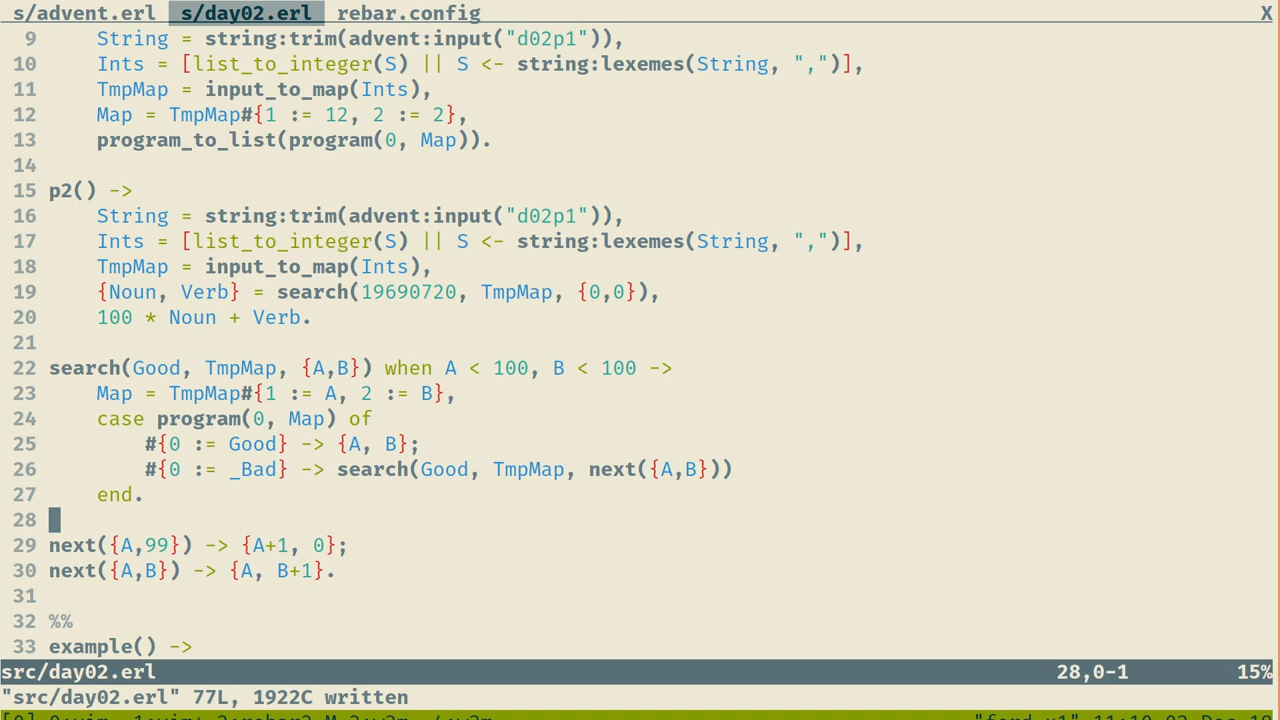 s/advent.erl s/day02.erl rebar.config X
9 String = string:trim(advent:input("d02p1")),
10 Ints = [list_to_integer(S) || S <- string:lexemes(String, ",")],
11 TmpMap = input_to_map(Ints),
12 Map = TmpMap#{1 := 12, 2 := 2},
13 program_to_list(program(0, Map)).
14
15 p2() ->
16 String = string:trim(advent:input("d02p1")),
17 Ints = [list_to_integer(S) || S <- string:lexemes(String, ",")],
18 TmpMap = input_to_map(Ints),
19 {Noun, Verb} = search(19690720, TmpMap, {0,0}),
20 100 * Noun + Verb.
21
22 search(Good, TmpMap, {A,B}) when A < 100, B < 100 ->
23 Map = TmpMap#{1 := A, 2 := B},
24 case program(0, Map) of
25 #{0 := Good} -> {A, B};
26 #{0 := _Bad} -> search(Good, TmpMap, next({A,B}))
27 end.
28
29 next({A,99}) -> {A+1, 0};
30 next({A,B}) -> {A, B+1}.
31
32 %%
33 example() ->
src/day02.erl 28,0-1 15%
"src/day02.erl" 77L, 1922C written